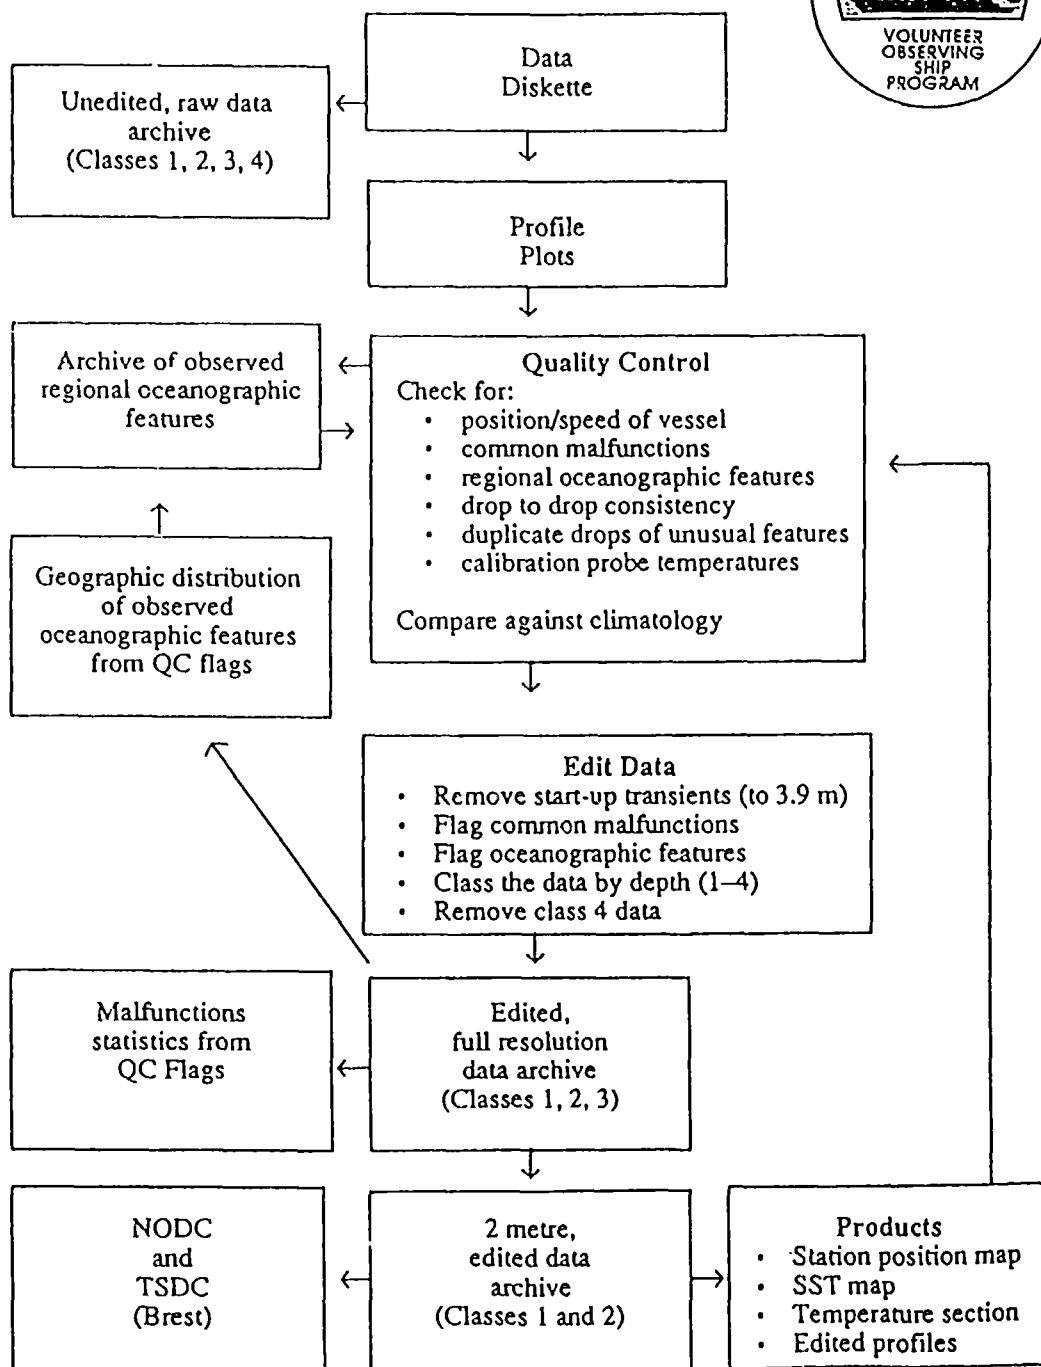 VOLUNTEER
OBSERVING
SHIP
PROGRAM
Data
Diskette
Unedited, raw data
archive
(Classes 1, 2, 3, 4)
Profile
Plots
Archive of observed
regional oceanographic
features
Quality Control
Check for:
• position/speed of vessel
• common malfunctions
• regional oceanographic features
• drop to drop consistency
• duplicate drops of unusual features
• calibration probe temperatures
Compare against climatology
Geographic distribution
of observed
oceanographic features
from QC flags
Edit Data
• Remove start-up transients (to 3.9 m)
• Flag common malfunctions
• Flag oceanographic features
• Class the data by depth (1–4)
• Remove class 4 data
Malfunctions
statistics from
QC Flags
Edited,
full resolution
data archive
(Classes 1, 2, 3)
NODC
and
TSDC
(Brest)
2 metre,
edited data
archive
(Classes 1 and 2)
Products
• Station position map
• SST map
• Temperature section
• Edited profiles